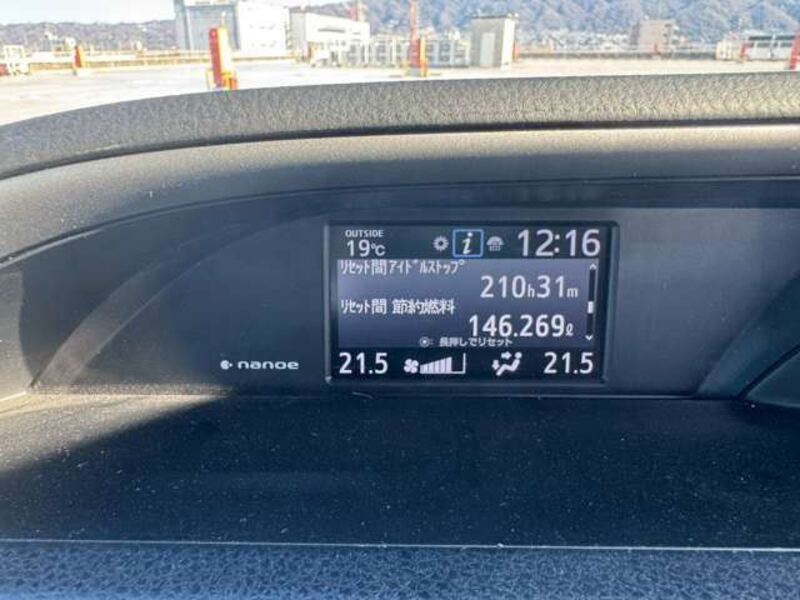 OUTSIDE
19℃ i 12:16
リセット間アイドルストップ
210h31m
リセット間 節約燃料
146.269ℓ
: 長押しでリセット
21.5 21.5
nanoe